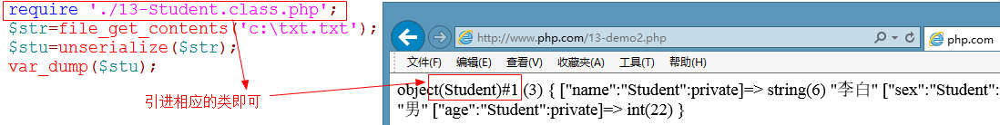 require './13-Student.class.php';
$str=file_get_contents('c:\txt.txt');
$stu=unserialize($str);
var_dump($stu);
引进相应的类即可
http://www.php.com/13-demo2.php
php.com
文件(F) 编辑(E) 查看(V) 收藏夹(A) 工具(T) 帮助(H)
object(Student)#1 (3) { ["name":"Student":private]=> string(6) "李白" ["sex":"Student":
"男" ["age":"Student":private]=> int(22) }